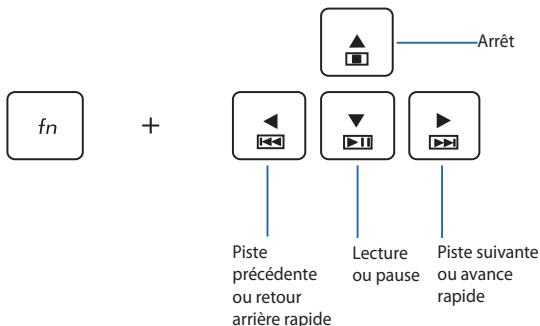 Arrêt
fn
+
Piste
précédente
ou retour
arrière rapide
Lecture
ou pause
Piste suivante
ou avance
rapide